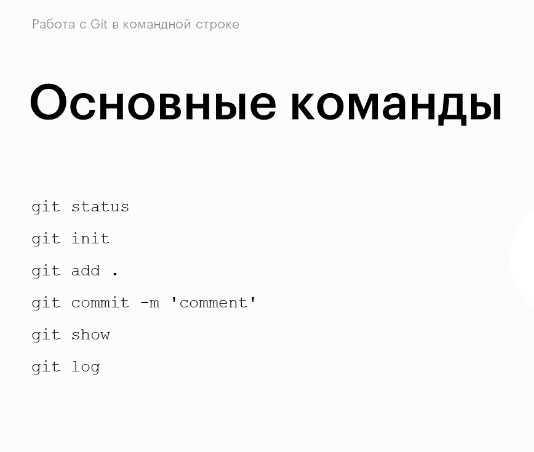 Работа с Git в командной строке
Основные команды
git status
git init
git add .
git commit -m 'comment'
git show
git log